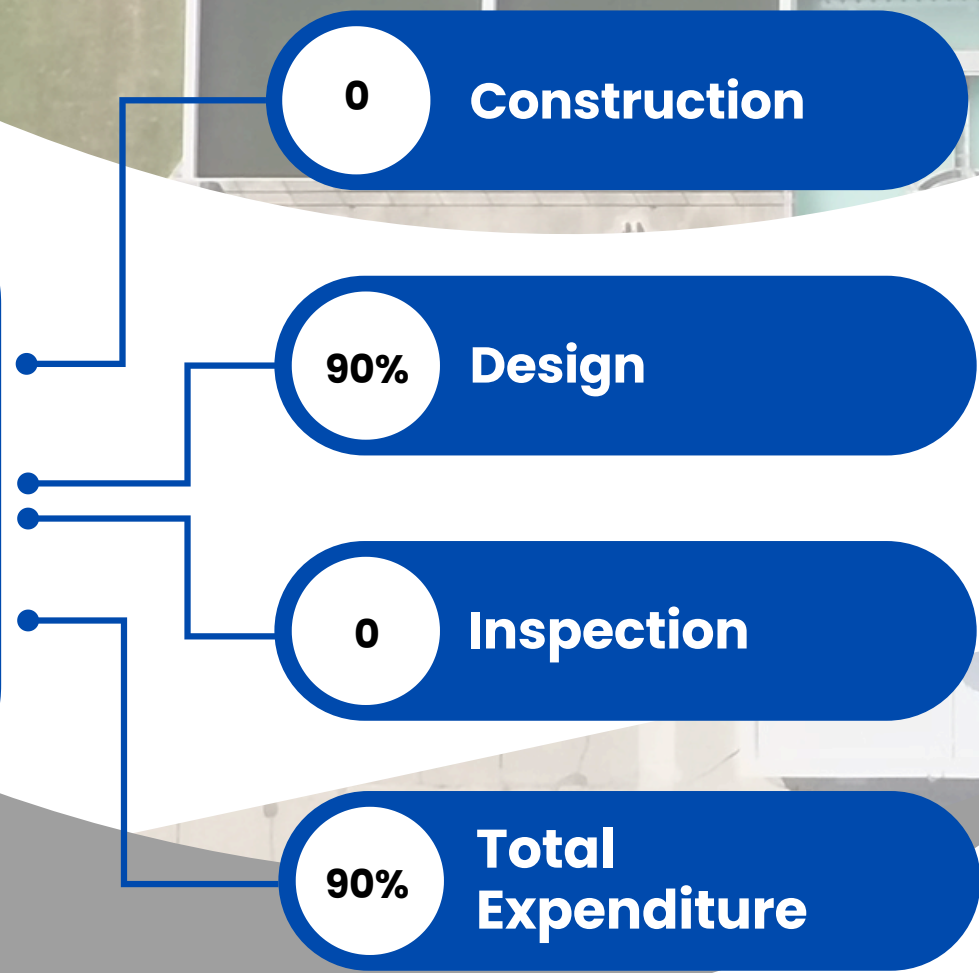 0
Construction
90%
Design
0
Inspection
90%
Total
Expenditure